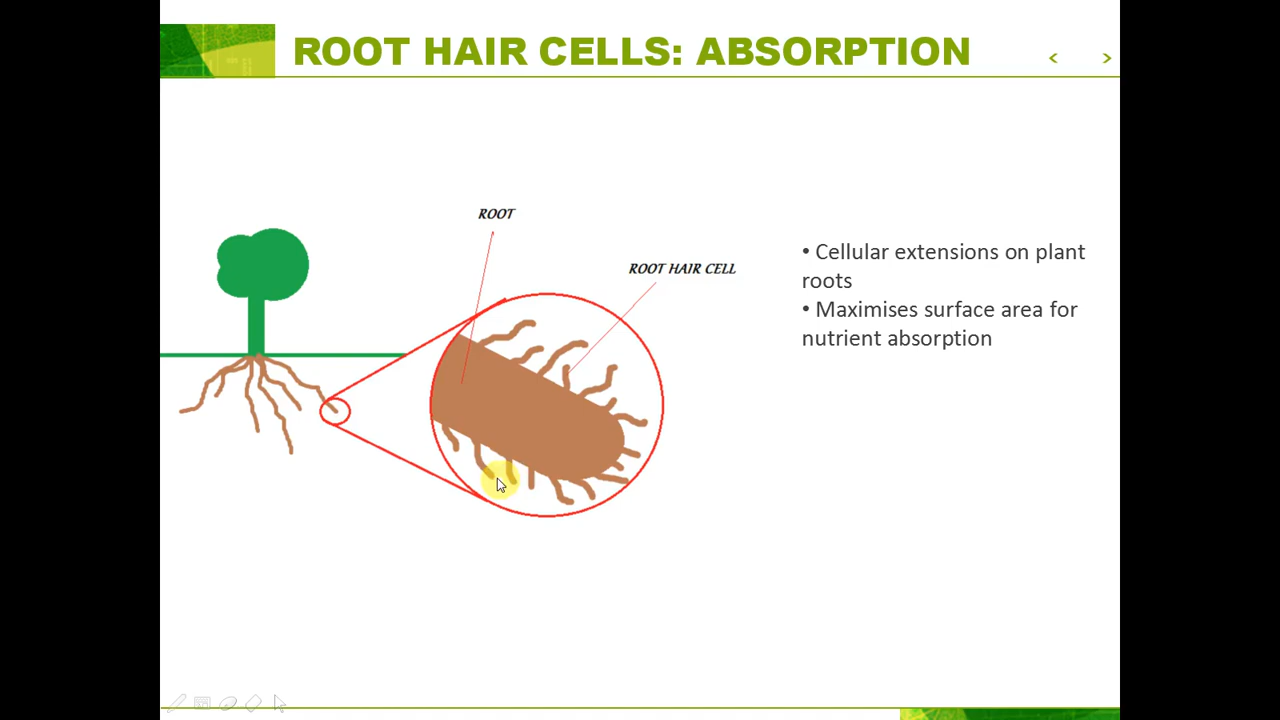 ROOT HAIR CELLS: ABSORPTION
ROOT
ROOT HAIR CELL
• Cellular extensions on plant
roots
• Maximises surface area for
nutrient absorption